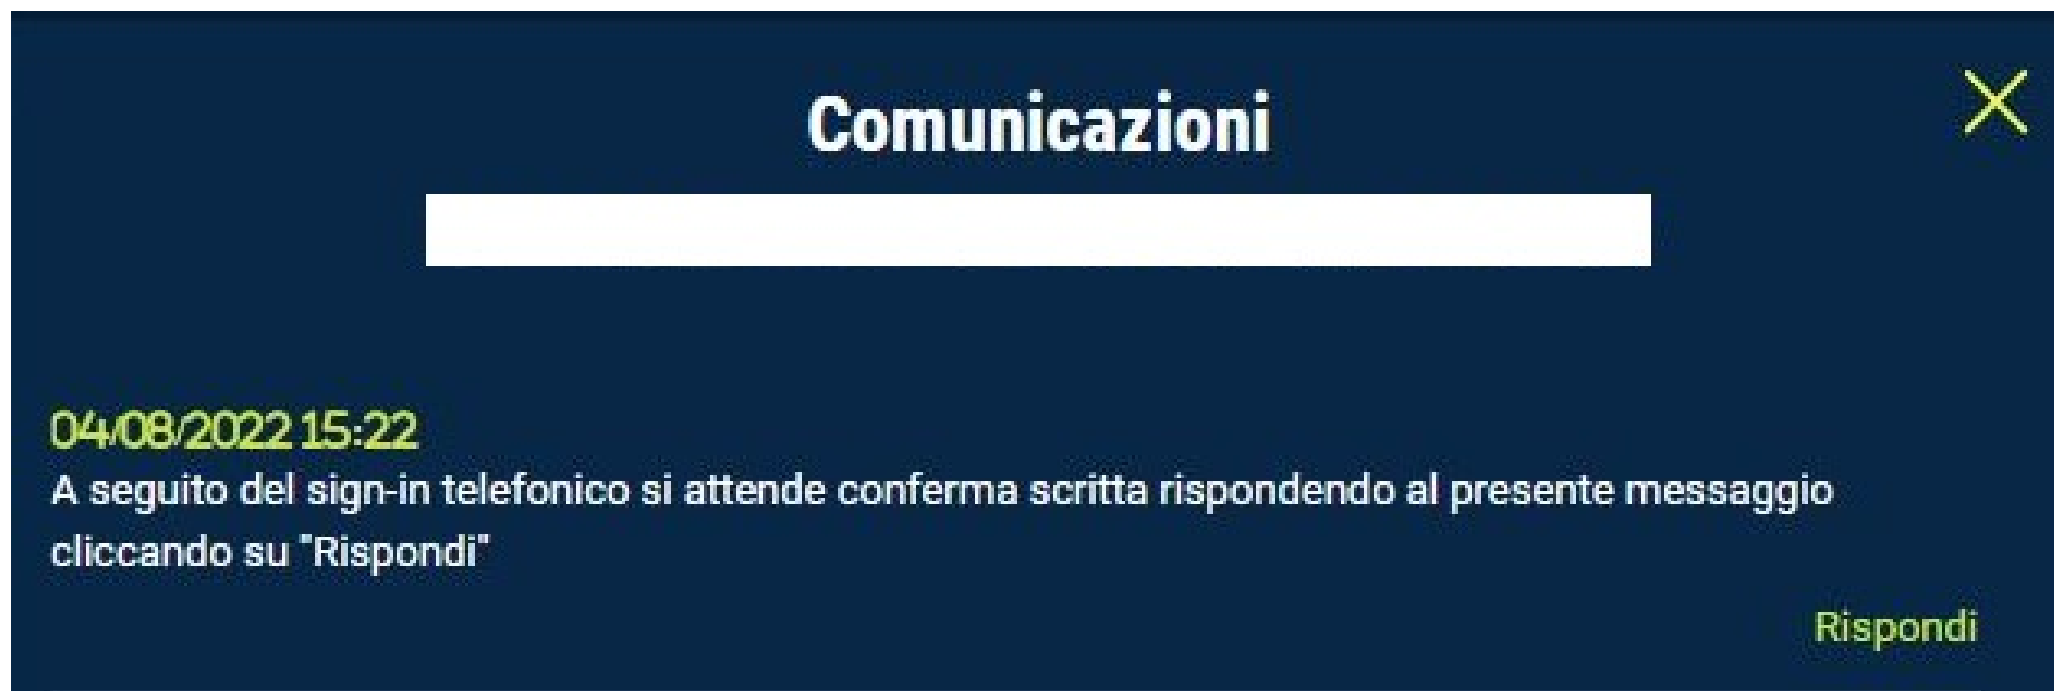 Comunicazioni
04/08/2022 15:22
A seguito del sign-in telefonico si attende conferma scritta rispondendo al presente messaggio
cliccando su "Rispondi"
Rispondi